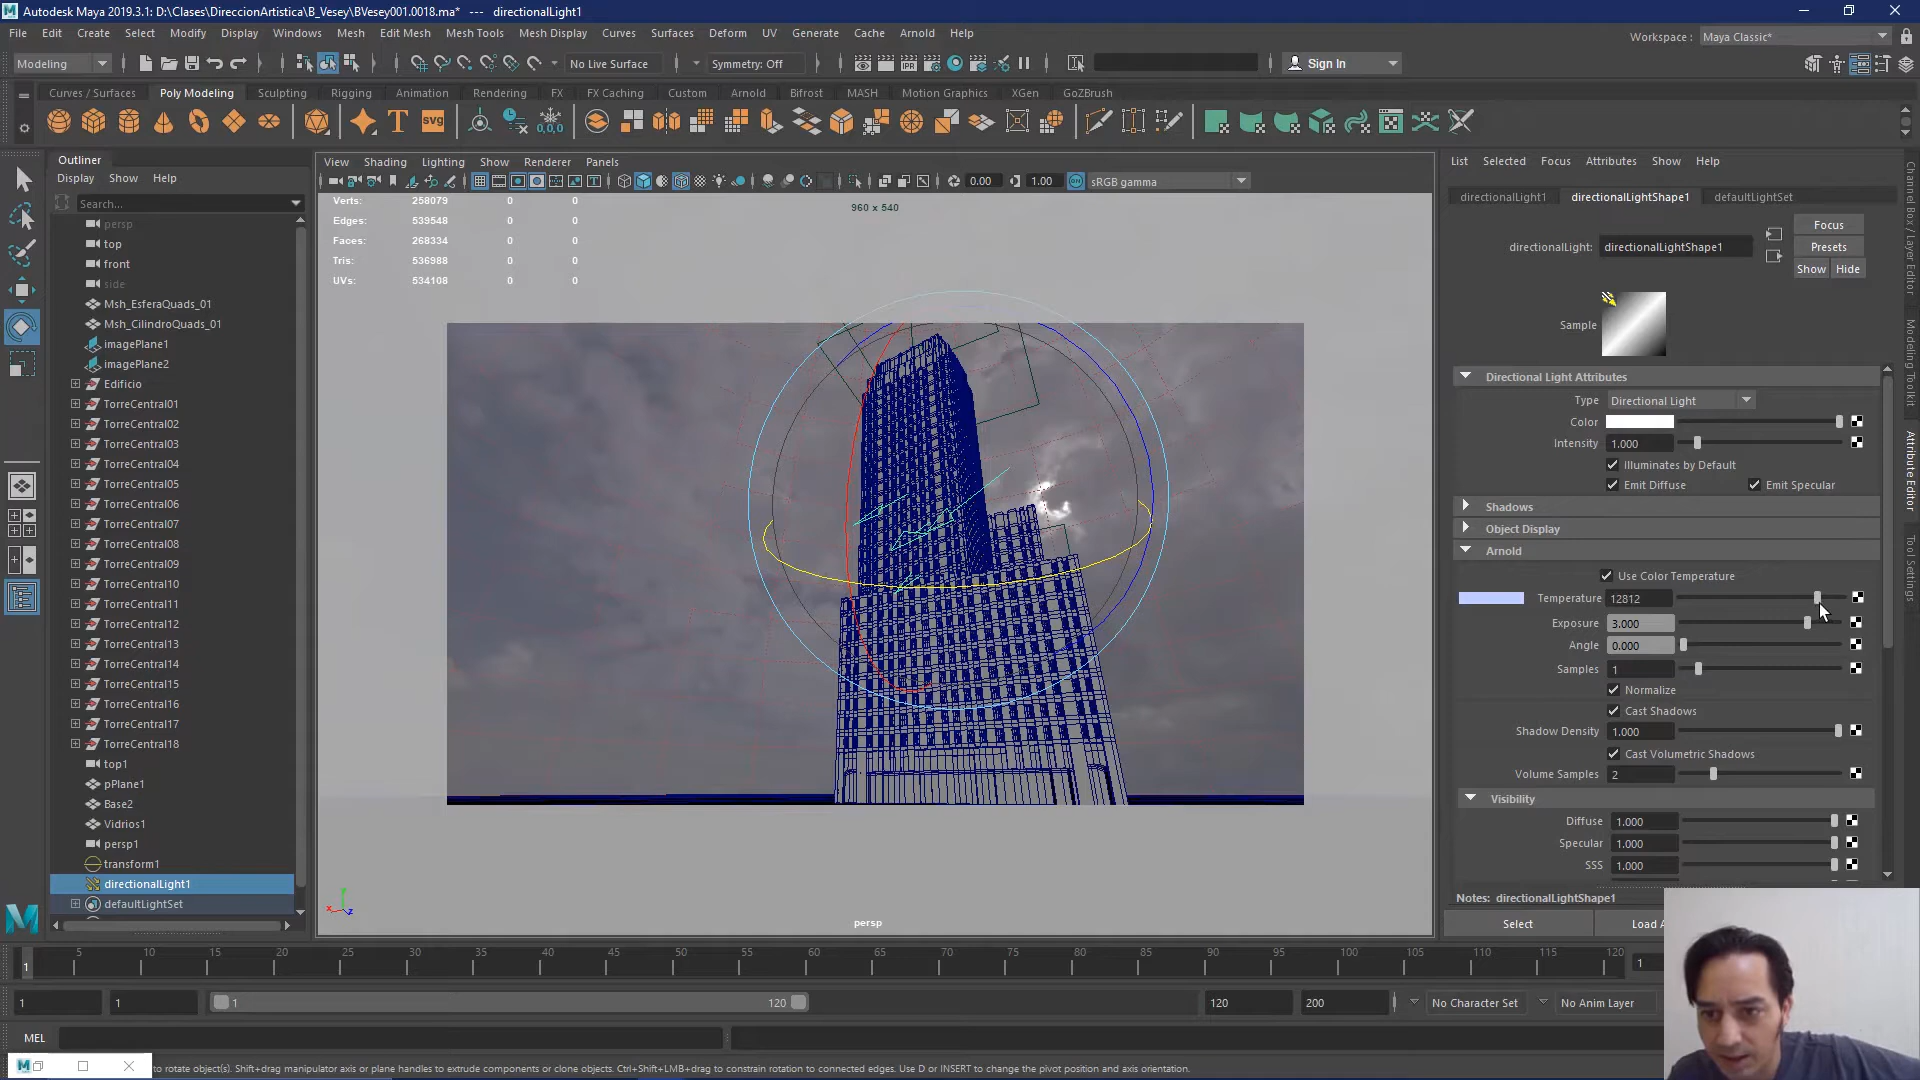 Autodesk Maya 2019.3.1: D:\Clases\DireccionArtistica\B_Vesey\BVesey001.0018.ma* --- directionalLight1
File Edit Create Select Modify Display Windows Mesh Edit Mesh Mesh Tools Mesh Display Curves Surfaces Deform UV Generate Cache Arnold Help
Workspace : Maya Classic*
Modeling No Live Surface Symmetry: Off Sign In
Curves / Surfaces Poly Modeling Sculpting Rigging Animation Rendering FX FX Caching Custom Arnold Bifrost MASH Motion Graphics XGen GoZBrush
Outliner
Display Show Help
Search...
persp
top
front
side
Msh_EsferaQuads_01
Msh_CilindroQuads_01
imagePlane1
imagePlane2
Edificio
TorreCentral01
TorreCentral02
TorreCentral03
TorreCentral04
TorreCentral05
TorreCentral06
TorreCentral07
TorreCentral08
TorreCentral09
TorreCentral10
TorreCentral11
TorreCentral12
TorreCentral13
TorreCentral14
TorreCentral15
TorreCentral16
TorreCentral17
TorreCentral18
top1
pPlane1
Base2
Vidrios1
persp1
transform1
directionalLight1
defaultLightSet
View Shading Lighting Show Renderer Panels
0.00 1.00 sRGB gamma
Verts: 258079 0 0
Edges: 539548 0 0
Faces: 268334 0 0
Tris: 536988 0 0
UVs: 534108 0 0
960 x 540
persp
List Selected Focus Attributes Show Help
directionalLight1 directionalLightShape1 defaultLightSet
Focus
directionalLight: directionalLightShape1
Presets
Show Hide
Sample
Directional Light Attributes
Type Directional Light
Color
Intensity 1.000
Illuminates by Default
Emit Diffuse Emit Specular
Shadows
Object Display
Arnold
Use Color Temperature
Temperature 12812
Exposure 3.000
Angle 0.000
Samples 1
Normalize
Cast Shadows
Shadow Density 1.000
Cast Volumetric Shadows
Volume Samples 2
Visibility
Diffuse 1.000
Specular 1.000
SSS 1.000
Notes: directionalLightShape1
Select Load A
Channel Box / Layer Editor
Modeling Toolkit
Attribute Editor
Tool Settings
1 5 10 15 20 25 30 35 40 45 50 55 60 65 70 75 80 85 90 95 100 105 110 115 120 1
1 1 1 120 120 200 No Character Set No Anim Layer
MEL
to rotate object(s). Shift+drag manipulator axis or plane handles to extrude components or clone objects. Ctrl+Shift+LMB+drag to constrain rotation to connected edges. Use D or INSERT to change the pivot position and axis orientation.